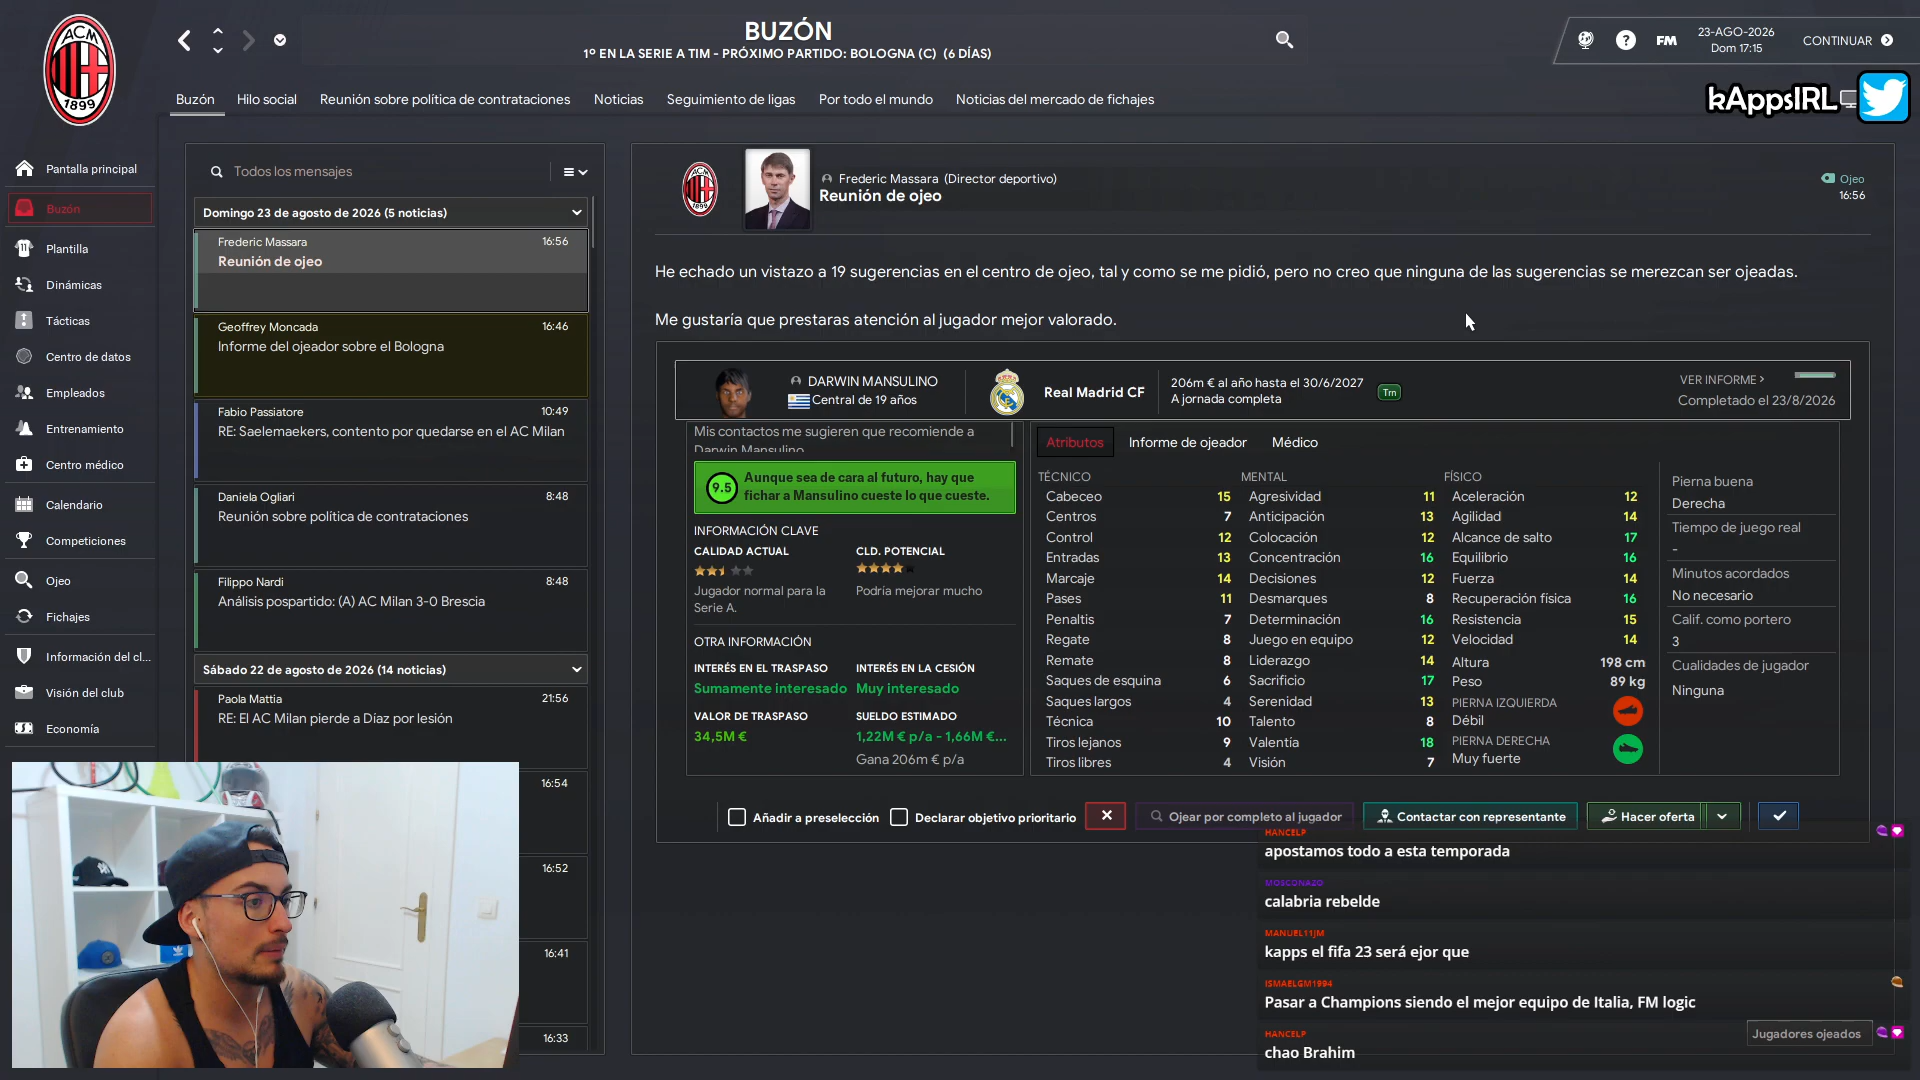 BUZÓN
1º EN LA SERIE A TIM - PRÓXIMO PARTIDO: BOLOGNA (C) (6 DÍAS)
FM
23-AGO-2026
Dom 17:15
CONTINUAR
ACM
1899
Buzón
Hilo social
Reunión sobre política de contrataciones
Noticias
Seguimiento de ligas
Por todo el mundo
Noticias del mercado de fichajes
kAppsIRL
Pantalla principal
Buzón
Plantilla
Dinámicas
Tácticas
Centro de datos
Empleados
Entrenamiento
Centro médico
Calendario
Competiciones
Ojeo
Fichajes
Información del cl...
Visión del club
Economía
Todos los mensajes
Domingo 23 de agosto de 2026 (5 noticias)
Frederic Massara 16:56
Reunión de ojeo
Geoffrey Moncada 16:46
Informe del ojeador sobre el Bologna
Fabio Passiatore 10:49
RE: Saelemaekers, contento por quedarse en el AC Milan
Daniela Ogliari 8:48
Reunión sobre política de contrataciones
Filippo Nardi 8:48
Análisis pospartido: (A) AC Milan 3-0 Brescia
Sábado 22 de agosto de 2026 (14 noticias)
Paola Mattia 21:56
RE: El AC Milan pierde a Díaz por lesión
16:54
16:52
16:41
16:33
Frederic Massara (Director deportivo)
Reunión de ojeo
Ojeo
16:56
He echado un vistazo a 19 sugerencias en el centro de ojeo, tal y como se me pidió, pero no creo que ninguna de las sugerencias se merezcan ser ojeadas.
Me gustaría que prestaras atención al jugador mejor valorado.
DARWIN MANSULINO
Central de 19 años
Real Madrid CF
206m € al año hasta el 30/6/2027
A jornada completa
Trn
VER INFORME >
Completado el 23/8/2026
Mis contactos me sugieren que recomiende a
Darwin Mansulino
9.5
Aunque sea de cara al futuro, hay que
fichar a Mansulino cueste lo que cueste.
INFORMACIÓN CLAVE
CALIDAD ACTUAL
CLD. POTENCIAL
Jugador normal para la
Serie A.
Podría mejorar mucho
OTRA INFORMACIÓN
INTERÉS EN EL TRASPASO
INTERÉS EN LA CESIÓN
Sumamente interesado
Muy interesado
VALOR DE TRASPASO
SUELDO ESTIMADO
34,5M €
1,22M € p/a - 1,66M €...
Gana 206m € p/a
Atributos
Informe de ojeador
Médico
TÉCNICO
Cabeceo 15
Centros 7
Control 12
Entradas 13
Marcaje 14
Pases 11
Penaltis 7
Regate 8
Remate 8
Saques de esquina 6
Saques largos 4
Técnica 10
Tiros lejanos 9
Tiros libres 4
MENTAL
Agresividad 11
Anticipación 13
Colocación 12
Concentración 16
Decisiones 12
Desmarques 8
Determinación 16
Juego en equipo 12
Liderazgo 14
Sacrificio 17
Serenidad 13
Talento 8
Valentía 18
Visión 7
FÍSICO
Aceleración 12
Agilidad 14
Alcance de salto 17
Equilibrio 16
Fuerza 14
Recuperación física 16
Resistencia 15
Velocidad 14
Altura 198 cm
Peso 89 kg
PIERNA IZQUIERDA
Débil
PIERNA DERECHA
Muy fuerte
Pierna buena
Derecha
Tiempo de juego real
-
Minutos acordados
No necesario
Calif. como portero
3
Cualidades de jugador
Ninguna
Añadir a preselección
Declarar objetivo prioritario
Ojear por completo al jugador
Contactar con representante
Hacer oferta
HANCELP
apostamos todo a esta temporada
MOSCONAZO
calabria rebelde
MANUEL11JM
kapps el fifa 23 será ejor que
ISMAELGM1994
Pasar a Champions siendo el mejor equipo de Italia, FM logic
Jugadores ojeados
HANCELP
chao Brahim